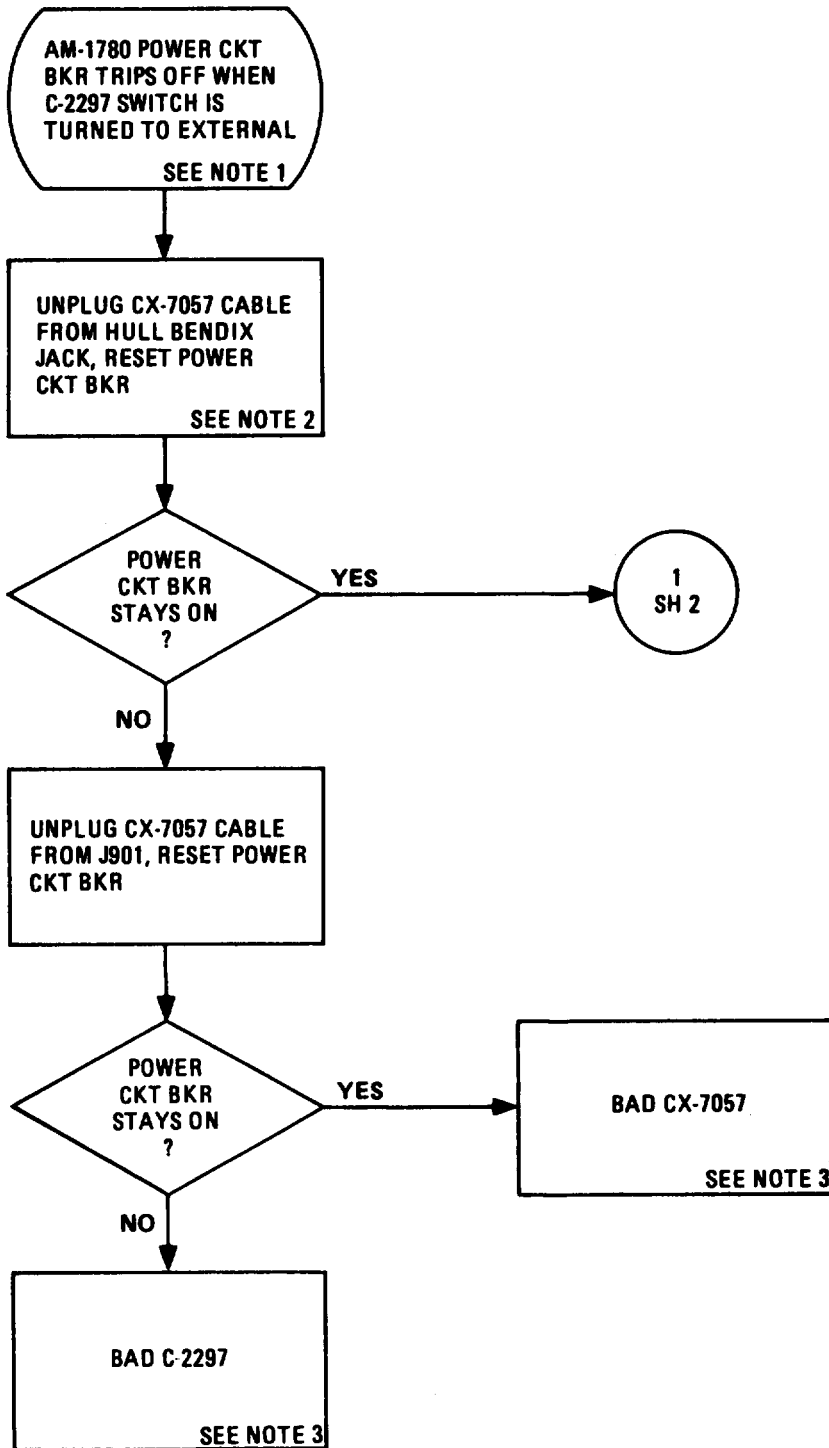 AM-1780 POWER CKT
BKR TRIPS OFF WHEN
C-2297 SWITCH IS
TURNED TO EXTERNAL
SEE NOTE 1
UNPLUG CX-7057 CABLE
FROM HULL BENDIX
JACK, RESET POWER
CKT BKR
SEE NOTE 2
POWER
CKT BKR
STAYS ON
?
YES
1
SH 2
NO
UNPLUG CX-7057 CABLE
FROM J901, RESET POWER
CKT BKR
POWER
CKT BKR
STAYS ON
?
YES
BAD CX-7057
SEE NOTE 3
NO
BAD C-2297
SEE NOTE 3